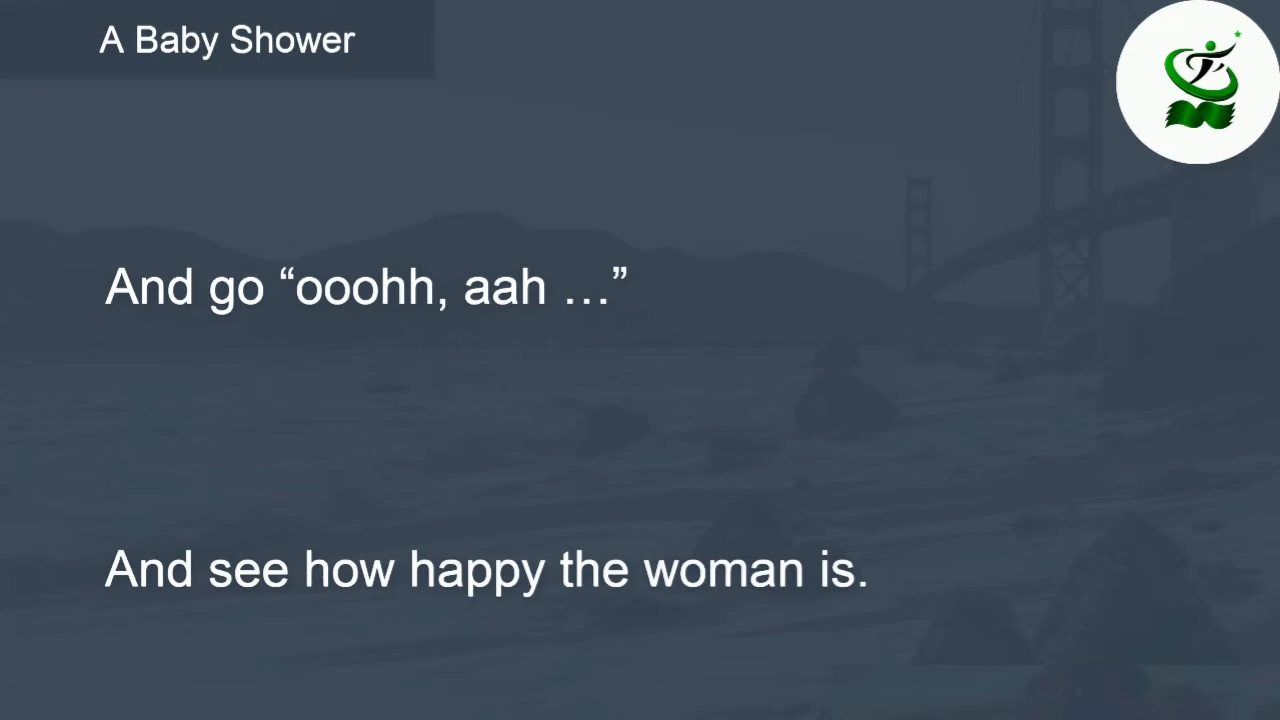 A Baby Shower
And go “ooohh, aah …”
And see how happy the woman is.